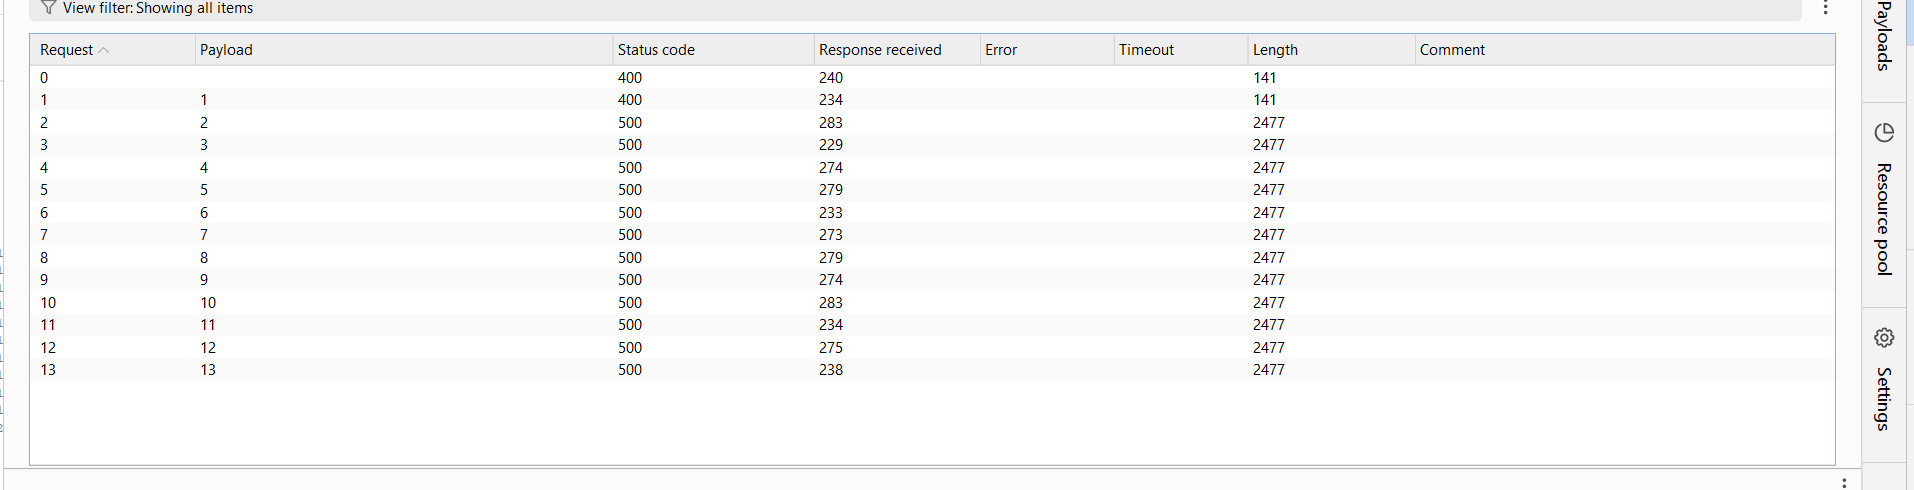 View filter: Showing all items
Request Payload Status code Response received Error Timeout Length Comment
0 400 240 141
1 1 400 234 141
2 2 500 283 2477
3 3 500 229 2477
4 4 500 274 2477
5 5 500 279 2477
6 6 500 233 2477
7 7 500 273 2477
8 8 500 279 2477
9 9 500 274 2477
10 10 500 283 2477
11 11 500 234 2477
12 12 500 275 2477
13 13 500 238 2477
Payloads
Resource pool
Settings